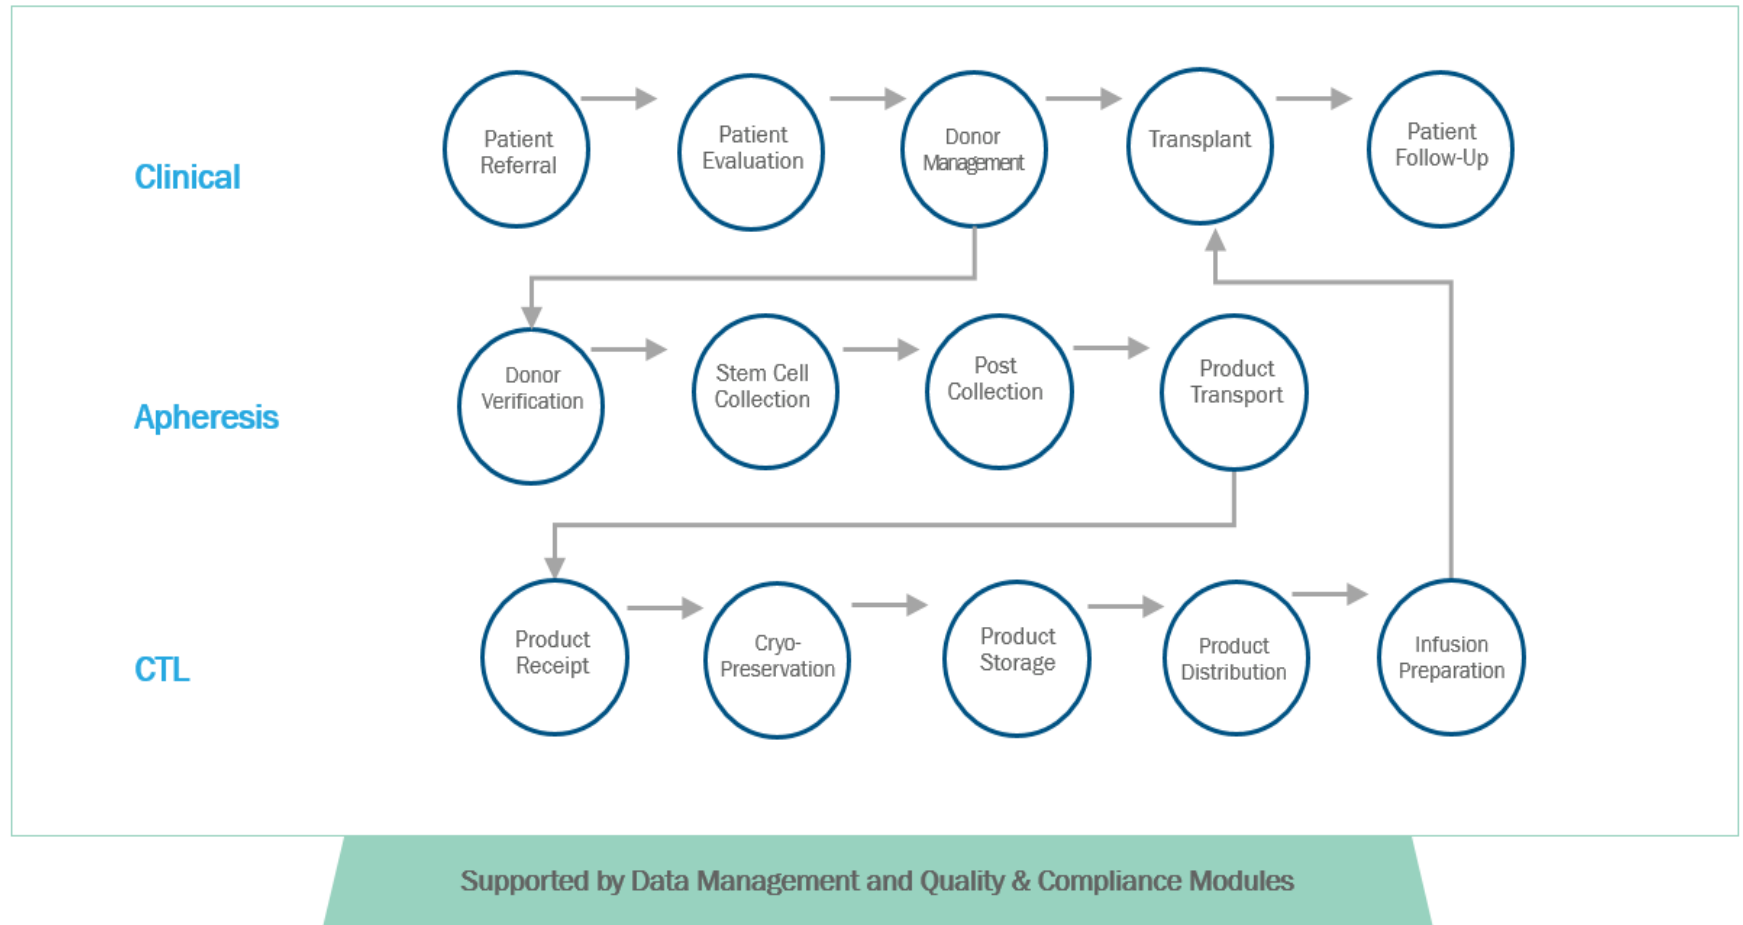 Clinical
Patient
Referral
Patient
Evaluation
Donor
Management
Transplant
Patient
Follow-Up
Apheresis
Donor
Verification
Stem Cell
Collection
Post
Collection
Product
Transport
CTL
Product
Receipt
Cryo-
Preservation
Product
Storage
Product
Distribution
Infusion
Preparation
Supported by Data Management and Quality & Compliance Modules